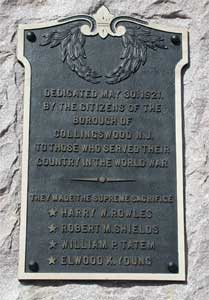 DEDICATED MAY 30, 1927,
BY THE CITIZENS OF THE
BOROUGH OF
COLLINGSWOOD N.J.
TO THOSE WHO SERVED THEIR
COUNTRY IN THE WORLD WAR
THEY MADE THE SUPREME SACRIFICE
★ HARRY W. ROWLES
★ ROBERT M. SHIELDS
★ WILLIAM P. TATEM
★ ELWOOD K. YOUNG